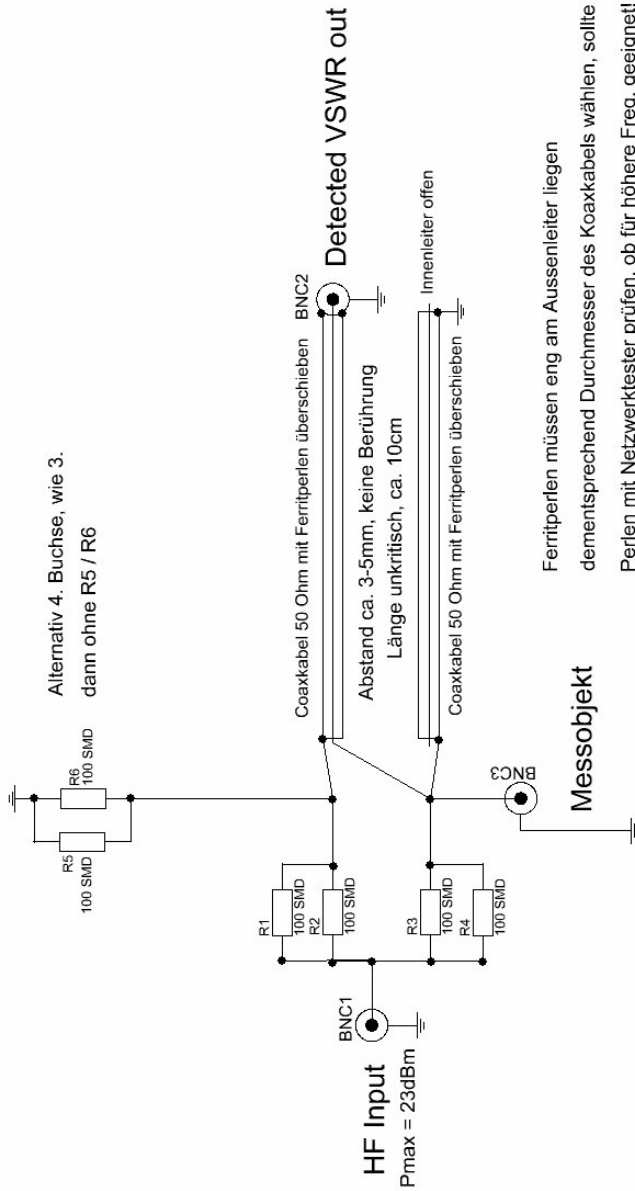 Alternativ 4. Buchse, wie 3.
dann ohne R5 / R6
R5
100 SMD
R6
100 SMD
Coaxkabel 50 Ohm mit Ferritperlen überschieben
BNC2
Detected VSWR out
R1
100 SMD
R2
100 SMD
Abstand ca. 3-5mm, keine Berührung
Länge unkritisch, ca. 10cm
BNC1
HF Input
Pmax = 23dBm
R3
100 SMD
R4
100 SMD
Innenleiter offen
Coaxkabel 50 Ohm mit Ferritperlen überschieben
BNC3
Messobjekt
Ferritperlen müssen eng am Aussenleiter liegen
dementsprechend Durchmesser des Koaxkabels wählen, sollte
Perlen mit Netzwerktester prüfen, ob für höhere Freq. geeignet!